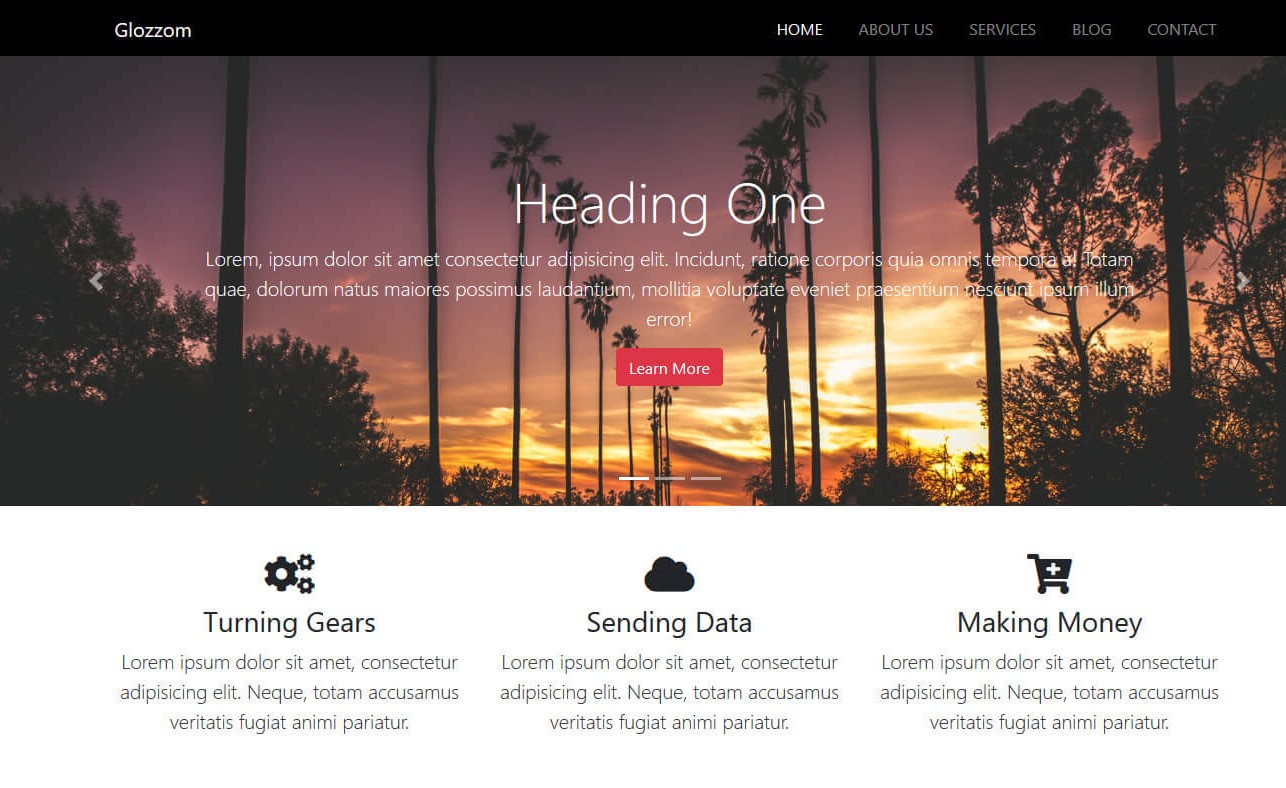 Glozzom
HOME ABOUT US SERVICES BLOG CONTACT
Heading One
Lorem, ipsum dolor sit amet consectetur adipisicing elit. Incidunt, ratione corporis quia omnis tempora a! Totam
quae, dolorum natus maiores possimus laudantium, mollitia voluptate eveniet praesentium nesciunt ipsum illum
error!
Learn More
Turning Gears
Lorem ipsum dolor sit amet, consectetur
adipisicing elit. Neque, totam accusamus
veritatis fugiat animi pariatur.
Sending Data
Lorem ipsum dolor sit amet, consectetur
adipisicing elit. Neque, totam accusamus
veritatis fugiat animi pariatur.
Making Money
Lorem ipsum dolor sit amet, consectetur
adipisicing elit. Neque, totam accusamus
veritatis fugiat animi pariatur.